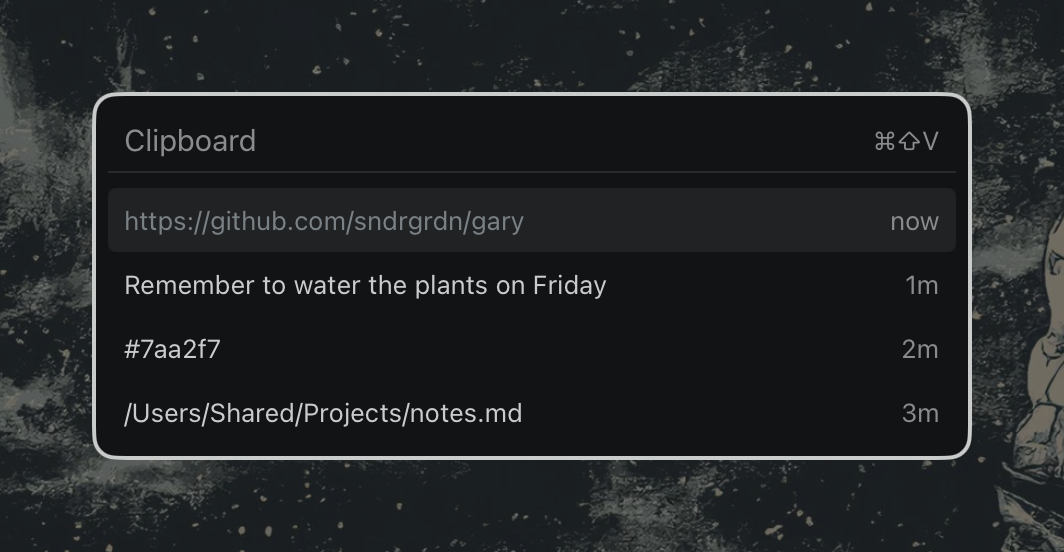 Clipboard ⌘⇧V
https://github.com/sndrgrdn/gary now
Remember to water the plants on Friday 1m
#7aa2f7 2m
/Users/Shared/Projects/notes.md 3m